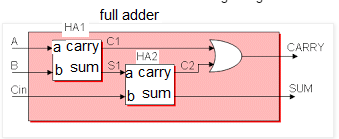 full adder
HA1
A a carry C1 CARRY
B b sum S1 HA2
a carry C2
Cin b sum SUM